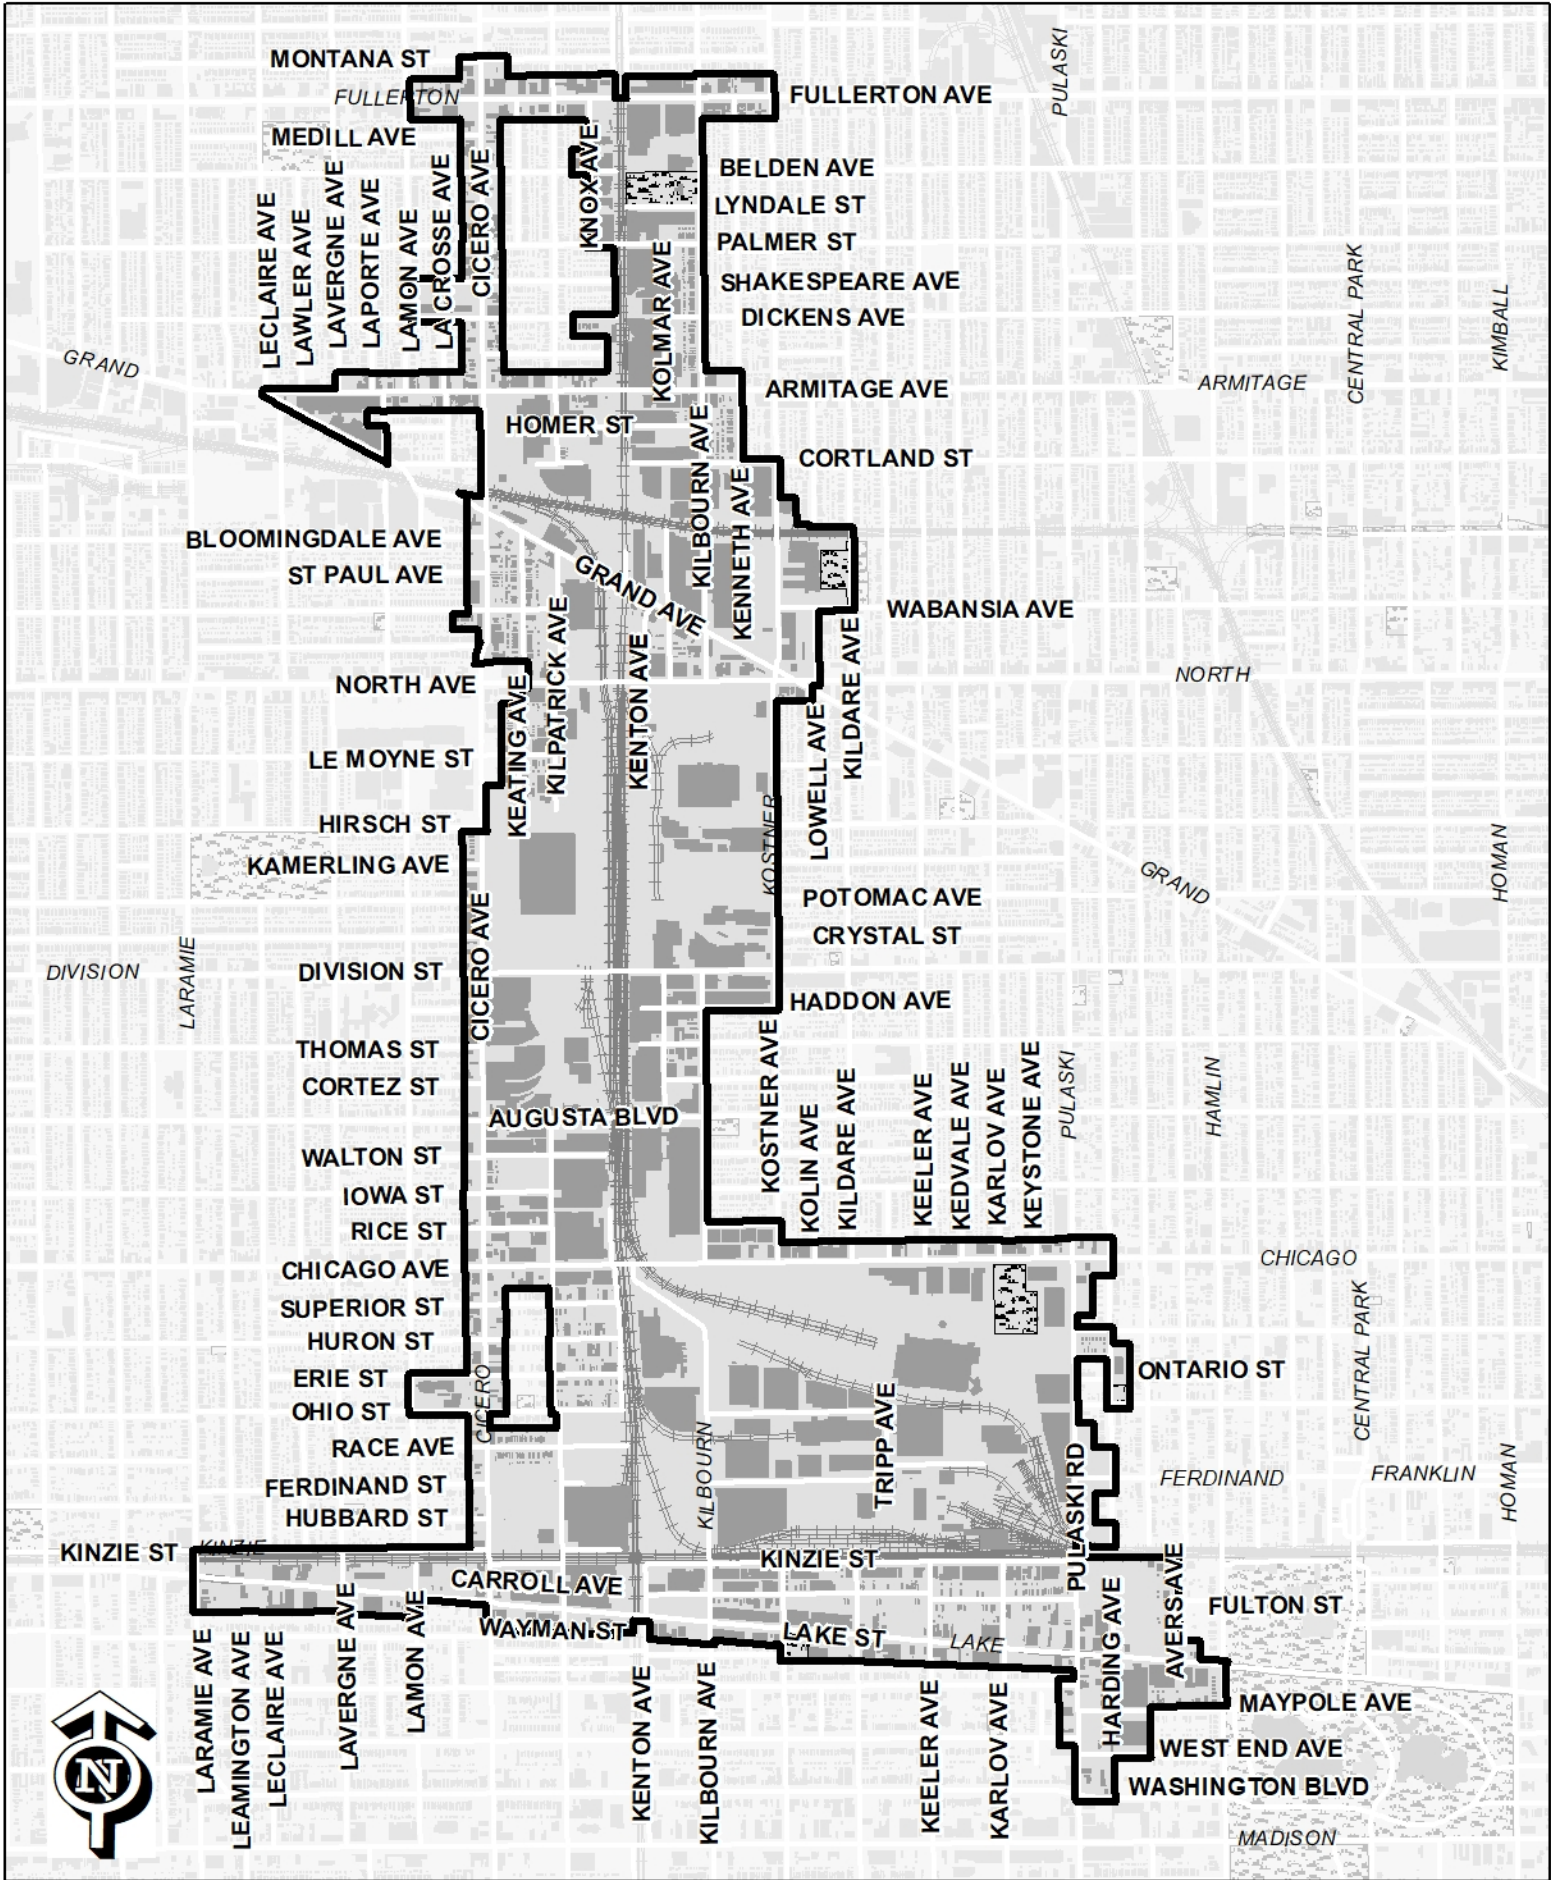 MONTANA ST
FULLERTON
FULLERTON AVE
PULASKI
MEDILL AVE
BELDEN AVE
LYNDALE ST
PALMER ST
SHAKESPEARE AVE
DICKENS AVE
LECLAIRE AVE
LAWLER AVE
LAVERGNE AVE
LAPORTE AVE
LAMON AVE
LA CROSSE AVE
CICERO AVE
KNOX AVE
KOLMAR AVE
CENTRAL PARK
KIMBALL
GRAND
ARMITAGE AVE
ARMITAGE
HOMER ST
KILBOURN AVE
CORTLAND ST
KENNETH AVE
BLOOMINGDALE AVE
ST PAUL AVE
GRAND AVE
WABANSIA AVE
KILPATRICK AVE
KENTON AVE
KILDARE AVE
NORTH AVE
NORTH
KEATING AVE
LOWELL AVE
LE MOYNE ST
KOSTNER
HIRSCH ST
KAMERLING AVE
GRAND
HOMAN
POTOMAC AVE
CRYSTAL ST
CICERO AVE
DIVISION
LARAMIE
DIVISION ST
HADDON AVE
THOMAS ST
CORTEZ ST
AUGUSTA BLVD
KOSTNER AVE
KOLIN AVE
KILDARE AVE
KEELER AVE
KEDVALE AVE
KARLOV AVE
KEYSTONE AVE
PULASKI
HAMLIN
WALTON ST
IOWA ST
RICE ST
CHICAGO AVE
CHICAGO
SUPERIOR ST
HURON ST
ERIE ST
OHIO ST
CICERO
ONTARIO ST
CENTRAL PARK
RACE AVE
KILBOURN
TRIPP AVE
PULASKI RD
FERDINAND ST
FERDINAND
FRANKLIN
HOMAN
HUBBARD ST
KINZIE ST
KINZIE
KINZIE ST
CARROLL AVE
WAYMAN ST
LAKE ST
LAKE
HARDING AVE
AVERS AVE
FULTON ST
LARAMIE AVE
LEAMINGTON AVE
LECLAIRE AVE
LAVERGNE AVE
LAMON AVE
KENTON AVE
KILBOURN AVE
KEELER AVE
KARLOV AVE
MAYPOLE AVE
WEST END AVE
WASHINGTON BLVD
MADISON
N